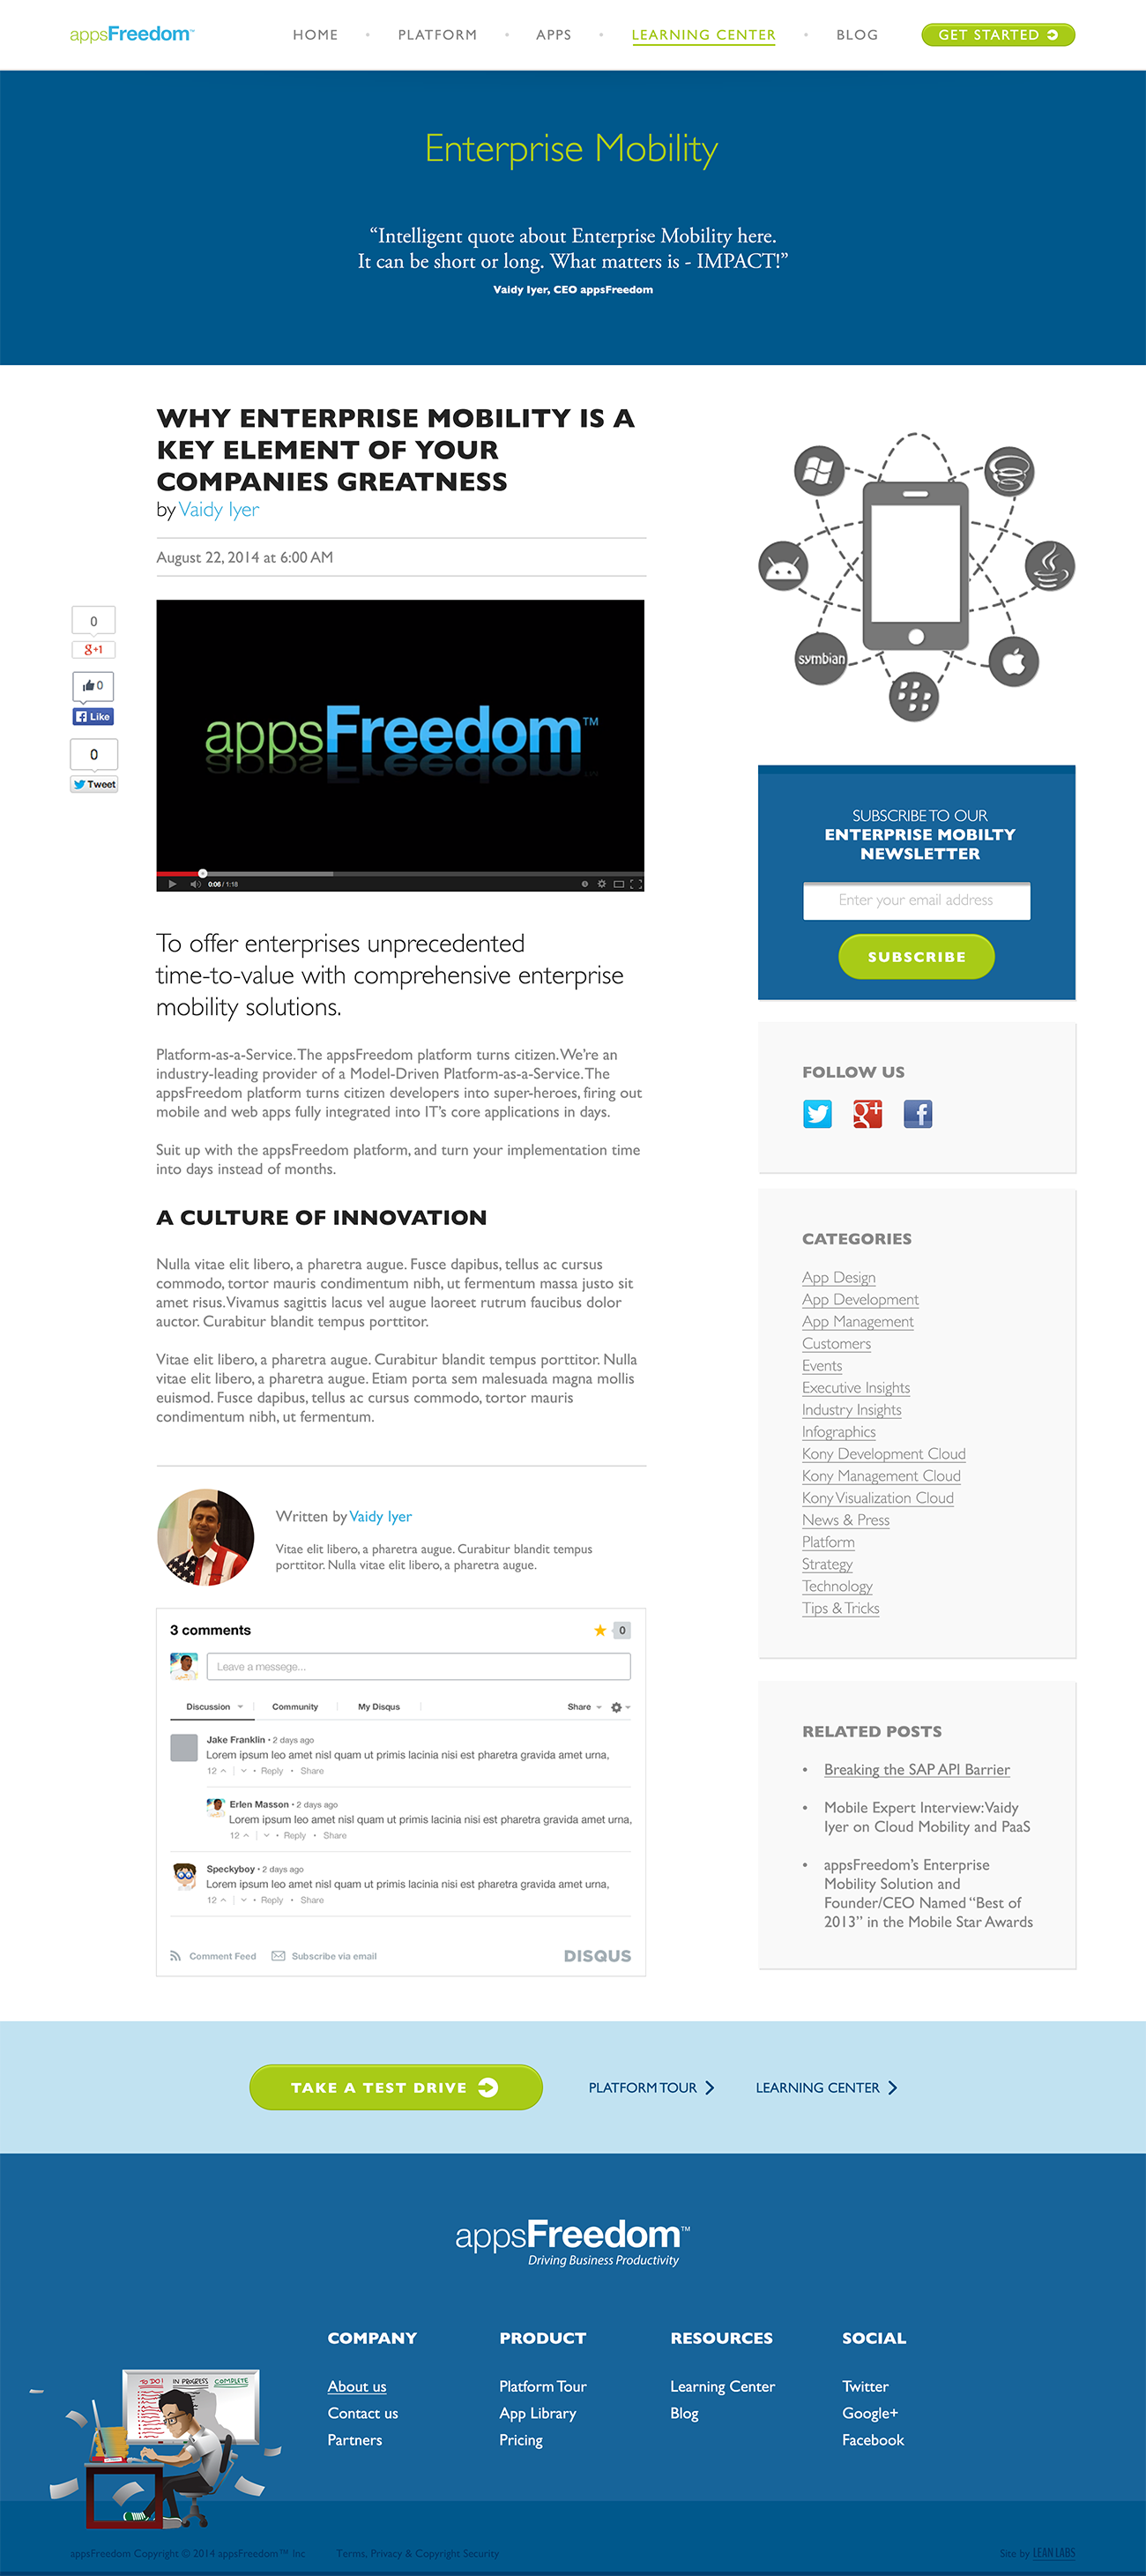 appsFreedom™
HOME • PLATFORM • APPS • LEARNING CENTER • BLOG
GET STARTED
Enterprise Mobility
“Intelligent quote about Enterprise Mobility here.
It can be short or long. What matters is - IMPACT!”
Vaidy Iyer, CEO appsFreedom
WHY ENTERPRISE MOBILITY IS A
KEY ELEMENT OF YOUR
COMPANIES GREATNESS
by Vaidy Iyer
August 22, 2014 at 6:00 AM
0
g+1
0
Like
0
Tweet
appsFreedom™
0:06 / 1:18
To offer enterprises unprecedented
time-to-value with comprehensive enterprise
mobility solutions.
Platform-as-a-Service. The appsFreedom platform turns citizen. We’re an
industry-leading provider of a Model-Driven Platform-as-a-Service. The
appsFreedom platform turns citizen developers into super-heroes, firing out
mobile and web apps fully integrated into IT’s core applications in days.
Suit up with the appsFreedom platform, and turn your implementation time
into days instead of months.
A CULTURE OF INNOVATION
Nulla vitae elit libero, a pharetra augue. Fusce dapibus, tellus ac cursus
commodo, tortor mauris condimentum nibh, ut fermentum massa justo sit
amet risus. Vivamus sagittis lacus vel augue laoreet rutrum faucibus dolor
auctor. Curabitur blandit tempus porttitor.
Vitae elit libero, a pharetra augue. Curabitur blandit tempus porttitor. Nulla
vitae elit libero, a pharetra augue. Etiam porta sem malesuada magna mollis
euismod. Fusce dapibus, tellus ac cursus commodo, tortor mauris
condimentum nibh, ut fermentum.
Written by Vaidy Iyer
Vitae elit libero, a pharetra augue. Curabitur blandit tempus
porttitor. Nulla vitae elit libero, a pharetra augue.
3 comments
0
Leave a messege...
Discussion
Community
My Disqus
Share
Jake Franklin • 2 days ago
Lorem ipsum leo amet nisl quam ut primis lacinia nisi est pharetra gravida amet urna,
12 • Reply • Share
Erlen Masson • 2 days ago
Lorem ipsum leo amet nisl quam ut primis lacinia nisi est pharetra gravida amet urna,
12 • Reply • Share
Speckyboy • 2 days ago
Lorem ipsum leo amet nisl quam ut primis lacinia nisi est pharetra gravida amet urna,
12 • Reply • Share
Comment Feed
Subscribe via email
DISQUS
symbian
SUBSCRIBE TO OUR
ENTERPRISE MOBILTY
NEWSLETTER
Enter your email address
SUBSCRIBE
FOLLOW US
g+
f
CATEGORIES
App Design
App Development
App Management
Customers
Events
Executive Insights
Industry Insights
Infographics
Kony Development Cloud
Kony Management Cloud
Kony Visualization Cloud
News & Press
Platform
Strategy
Technology
Tips & Tricks
RELATED POSTS
• Breaking the SAP API Barrier
• Mobile Expert Interview: Vaidy
Iyer on Cloud Mobility and PaaS
• appsFreedom’s Enterprise
Mobility Solution and
Founder/CEO Named “Best of
2013” in the Mobile Star Awards
TAKE A TEST DRIVE
PLATFORM TOUR
LEARNING CENTER
appsFreedom™
Driving Business Productivity
COMPANY
About us
Contact us
Partners
PRODUCT
Platform Tour
App Library
Pricing
RESOURCES
Learning Center
Blog
SOCIAL
Twitter
Google+
Facebook
TO DO! IN PROGRESS COMPLETE
appsFreedom Copyright © 2014 appsFreedom™ Inc
Terms, Privacy & Copyright Security
Site by LEAN LABS